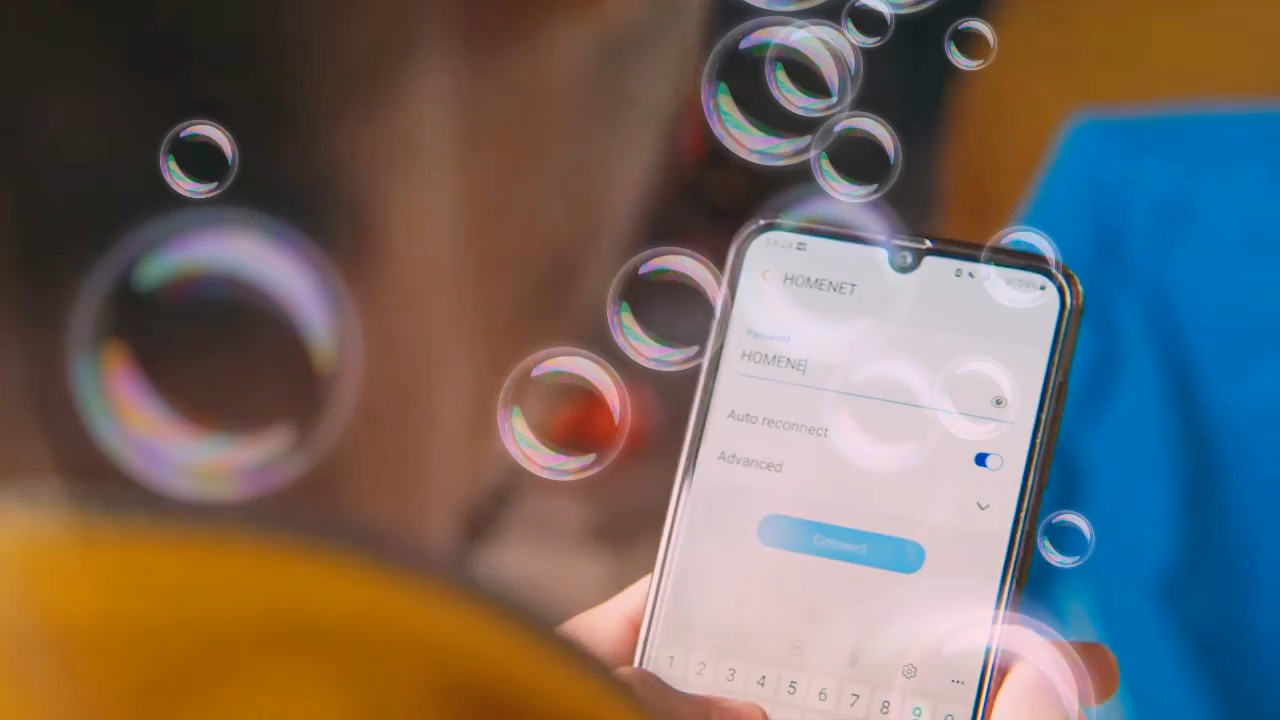 HOMENET
Password
HOMENE
Auto reconnect
Advanced
Connect
1 2 3 4 5 6 7 8 9